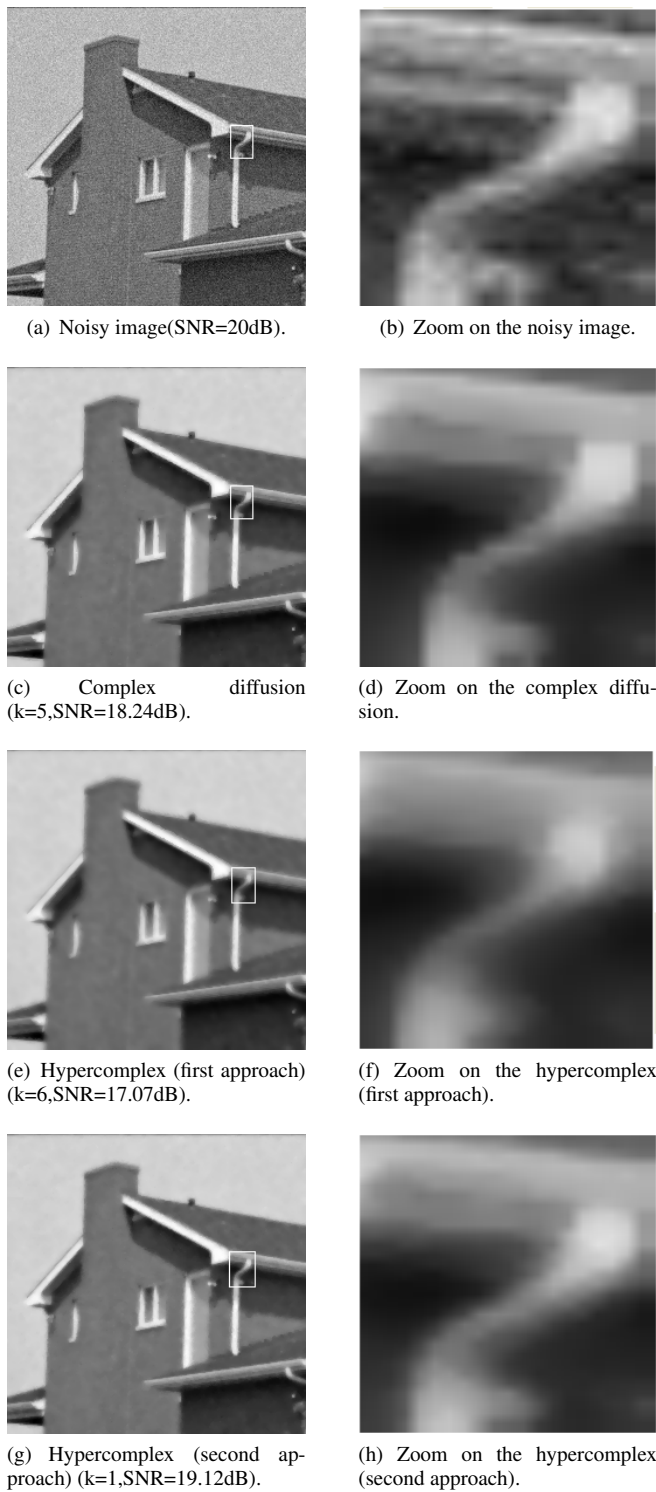 (a) Noisy image(SNR=20dB).
(b) Zoom on the noisy image.
(c) Complex diffusion
(k=5,SNR=18.24dB).
(d) Zoom on the complex diffu-
sion.
(e) Hypercomplex (first approach)
(k=6,SNR=17.07dB).
(f) Zoom on the hypercomplex
(first approach).
(g) Hypercomplex (second ap-
proach) (k=1,SNR=19.12dB).
(h) Zoom on the hypercomplex
(second approach).